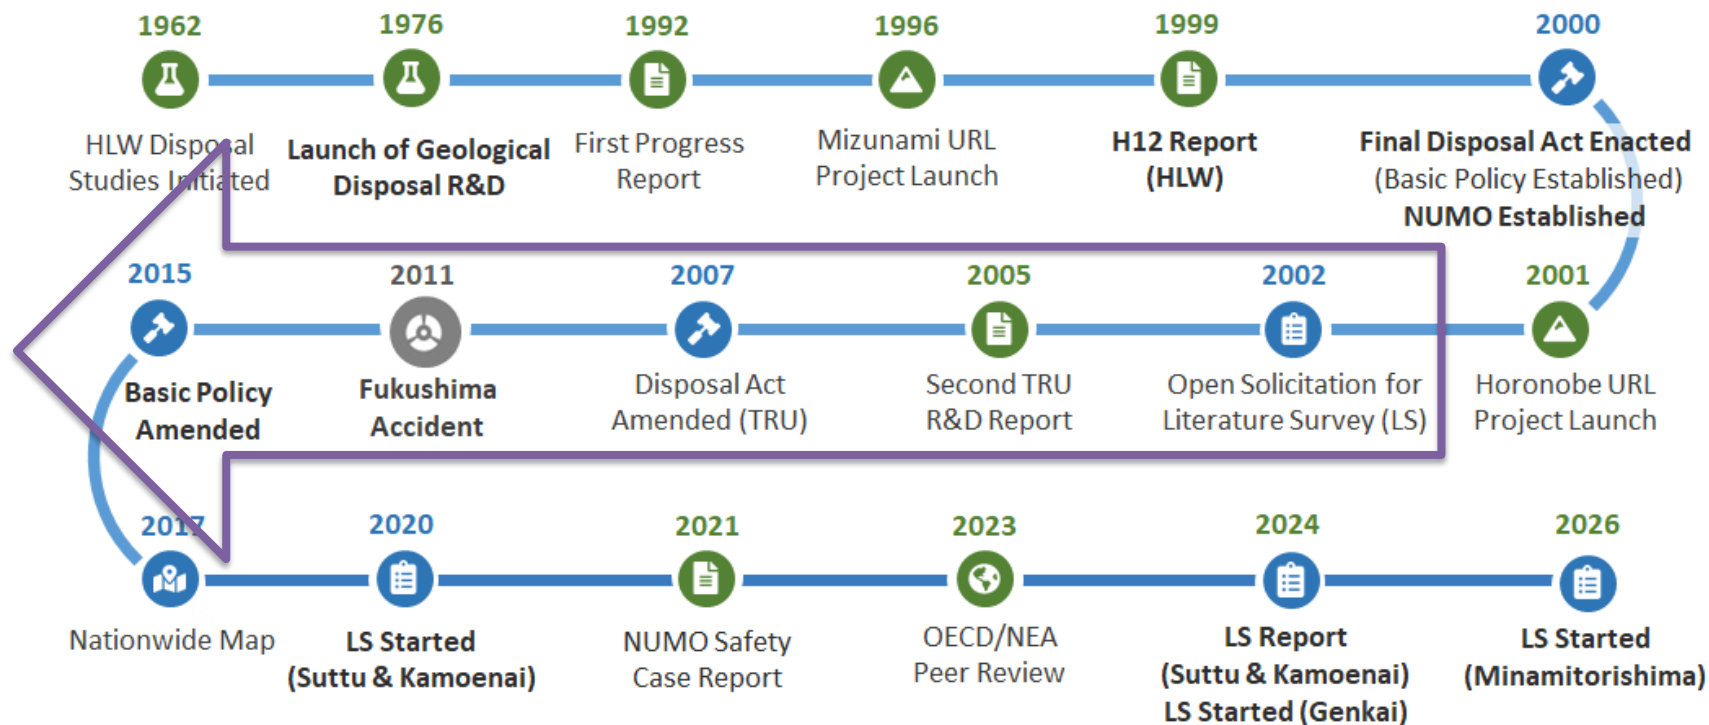 1962
HLW Disposal
Studies Initiated
1976
Launch of Geological
Disposal R&D
1992
First Progress
Report
1996
Mizunami URL
Project Launch
1999
H12 Report
(HLW)
2000
Final Disposal Act Enacted
(Basic Policy Established)
NUMO Established
2015
Basic Policy
Amended
2011
Fukushima
Accident
2007
Disposal Act
Amended (TRU)
2005
Second TRU
R&D Report
2002
Open Solicitation for
Literature Survey (LS)
2001
Horonobe URL
Project Launch
2017
Nationwide Map
2020
LS Started
(Suttu & Kamoenai)
2021
NUMO Safety
Case Report
2023
OECD/NEA
Peer Review
2024
LS Report
(Suttu & Kamoenai)
LS Started (Genkai)
2026
LS Started
(Minamitorishima)